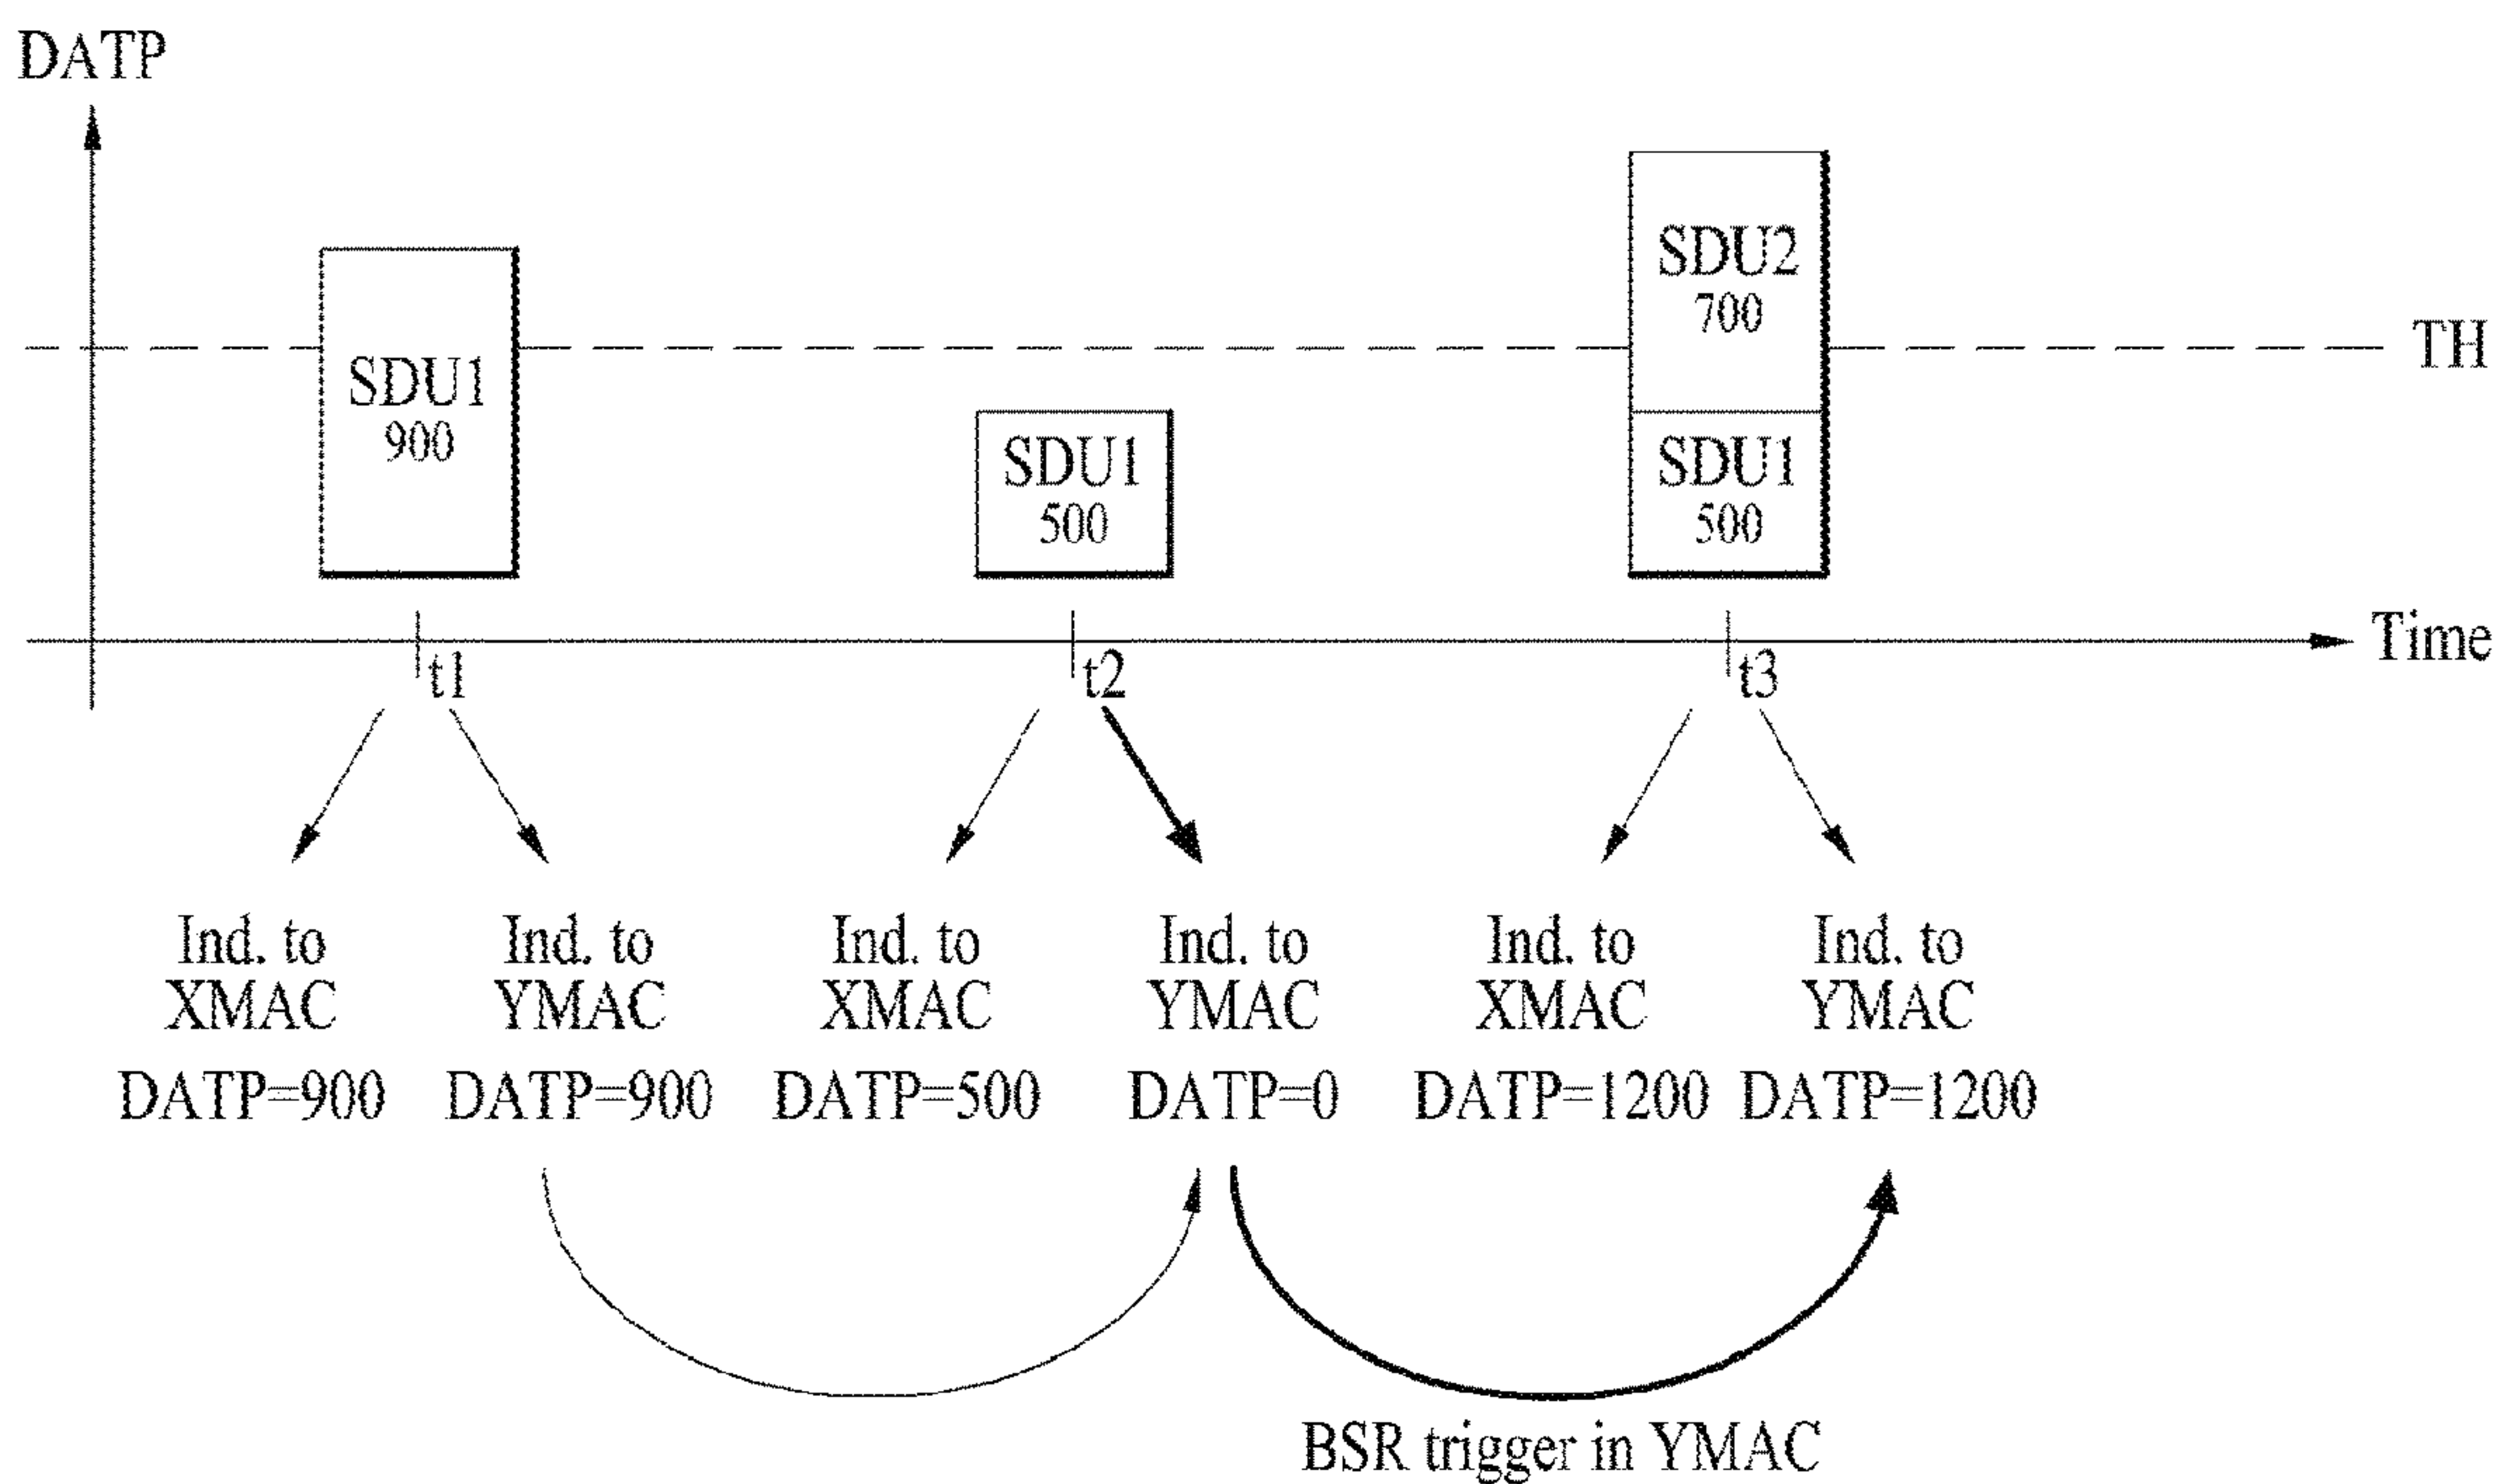 DATP
SDU1
900
SDU1
500
SDU2
700
SDU1
500
TH
Time
t1
t2
t3
Ind. to
XMAC
DATP=900
Ind. to
YMAC
DATP=900
Ind. to
XMAC
DATP=500
Ind. to
YMAC
DATP=0
Ind. to
XMAC
DATP=1200
Ind. to
YMAC
DATP=1200
BSR trigger in YMAC